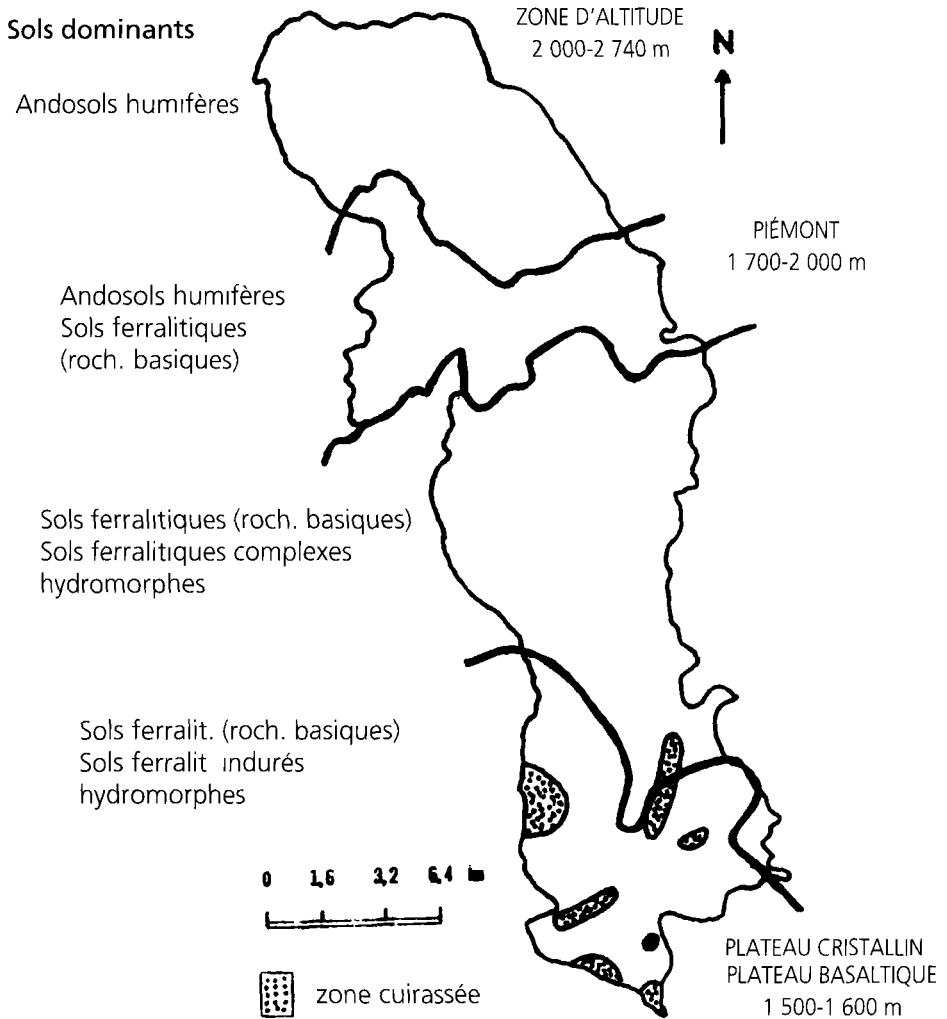 Sols dominants
ZONE D'ALTITUDE
2 000-2 740 m
N
Andosols humifères
PIÉMONT
1 700-2 000 m
Andosols humifères
Sols ferralitiques
(roch. basiques)
Sols ferralitiques (roch. basiques)
Sols ferralitiques complexes
hydromorphes
Sols ferralit. (roch. basiques)
Sols ferralit indurés
hydromorphes
0 1,6 3,2 6,4 km
zone cuirassée
PLATEAU CRISTALLIN
PLATEAU BASALTIQUE
1 500-1 600 m